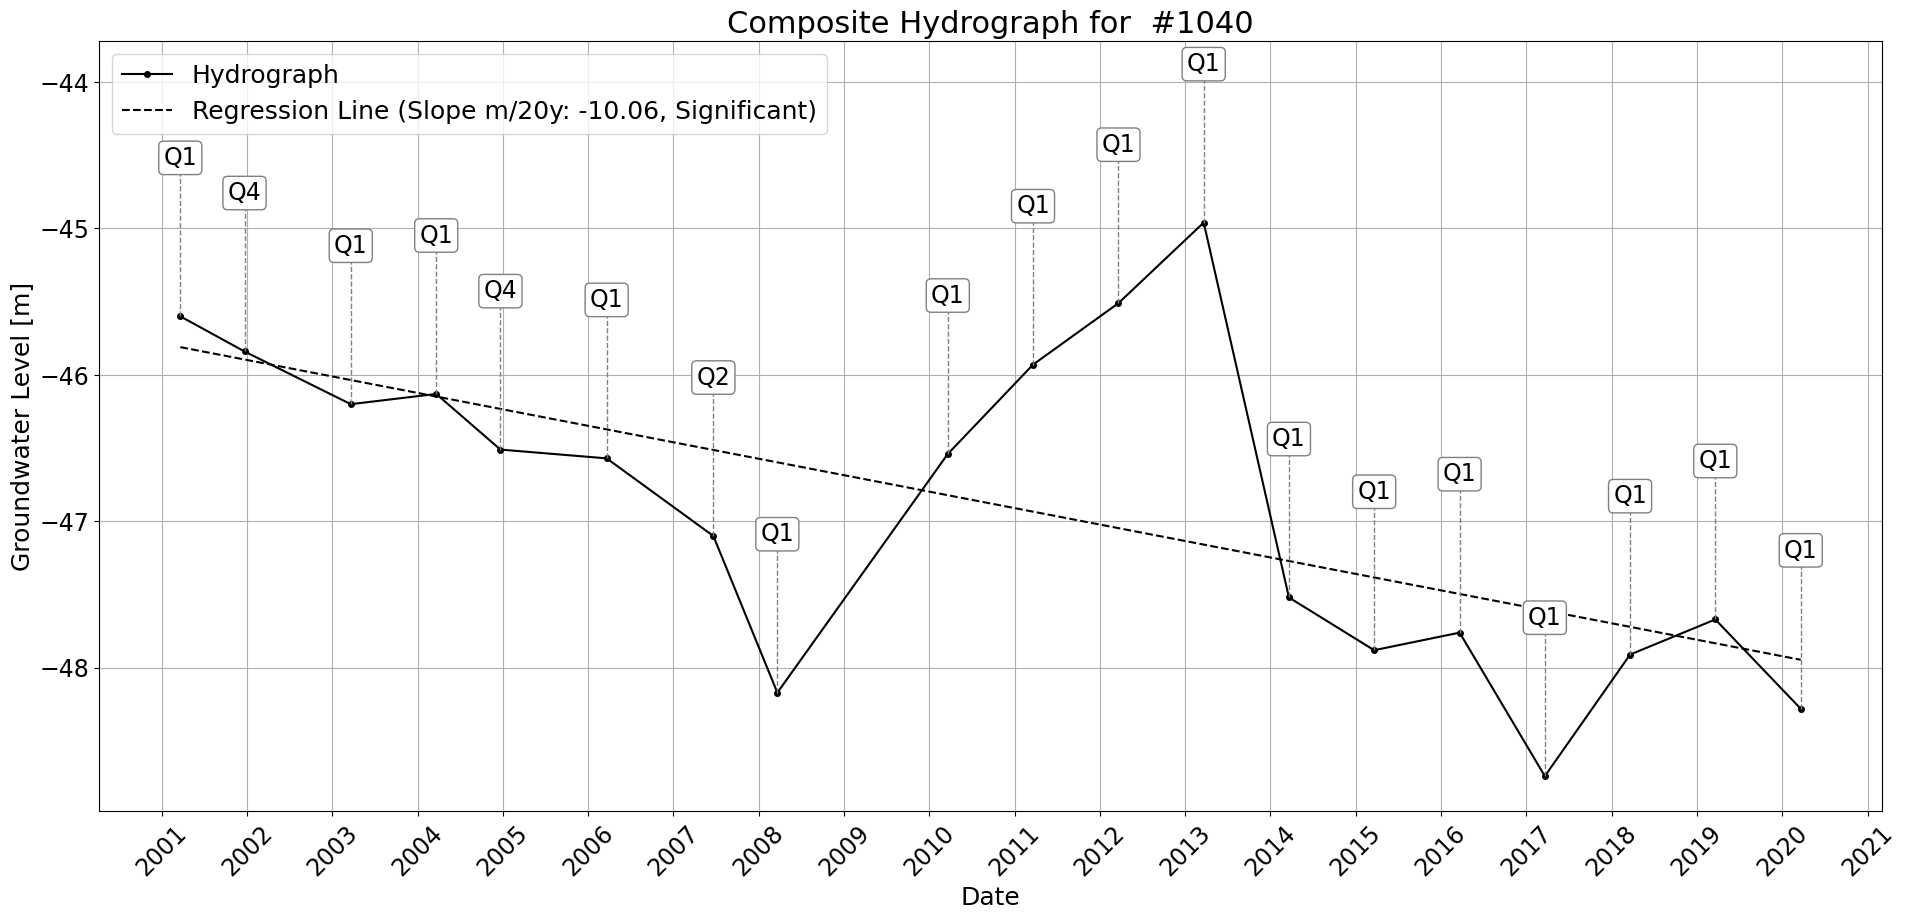 Composite Hydrograph for  #1040
Hydrograph
Regression Line (Slope m/20y: -10.06, Significant)
Groundwater Level [m]
−44
−45
−46
−47
−48
Q1
Q4
Q1
Q1
Q4
Q1
Q2
Q1
Q1
Q1
Q1
Q1
Q1
Q1
Q1
Q1
Q1
Q1
Q1
2001
2002
2003
2004
2005
2006
2007
2008
2009
2010
2011
2012
2013
2014
2015
2016
2017
2018
2019
2020
2021
Date